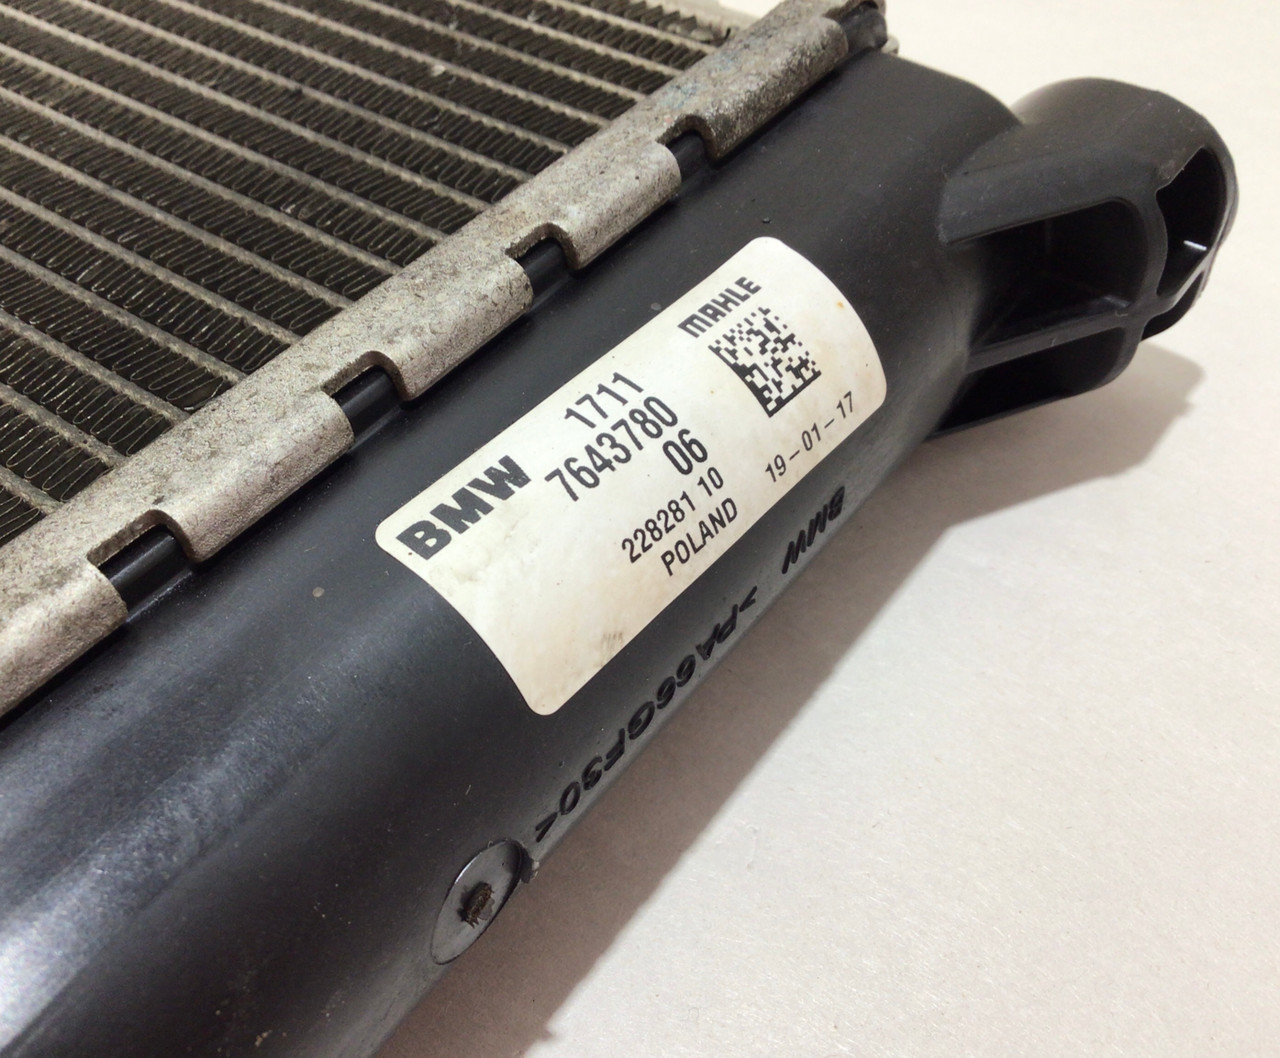 MAHLE
BMW
1711
7643780
06
228281 10
POLAND
19-01-17
BMW
>PA66GF30<